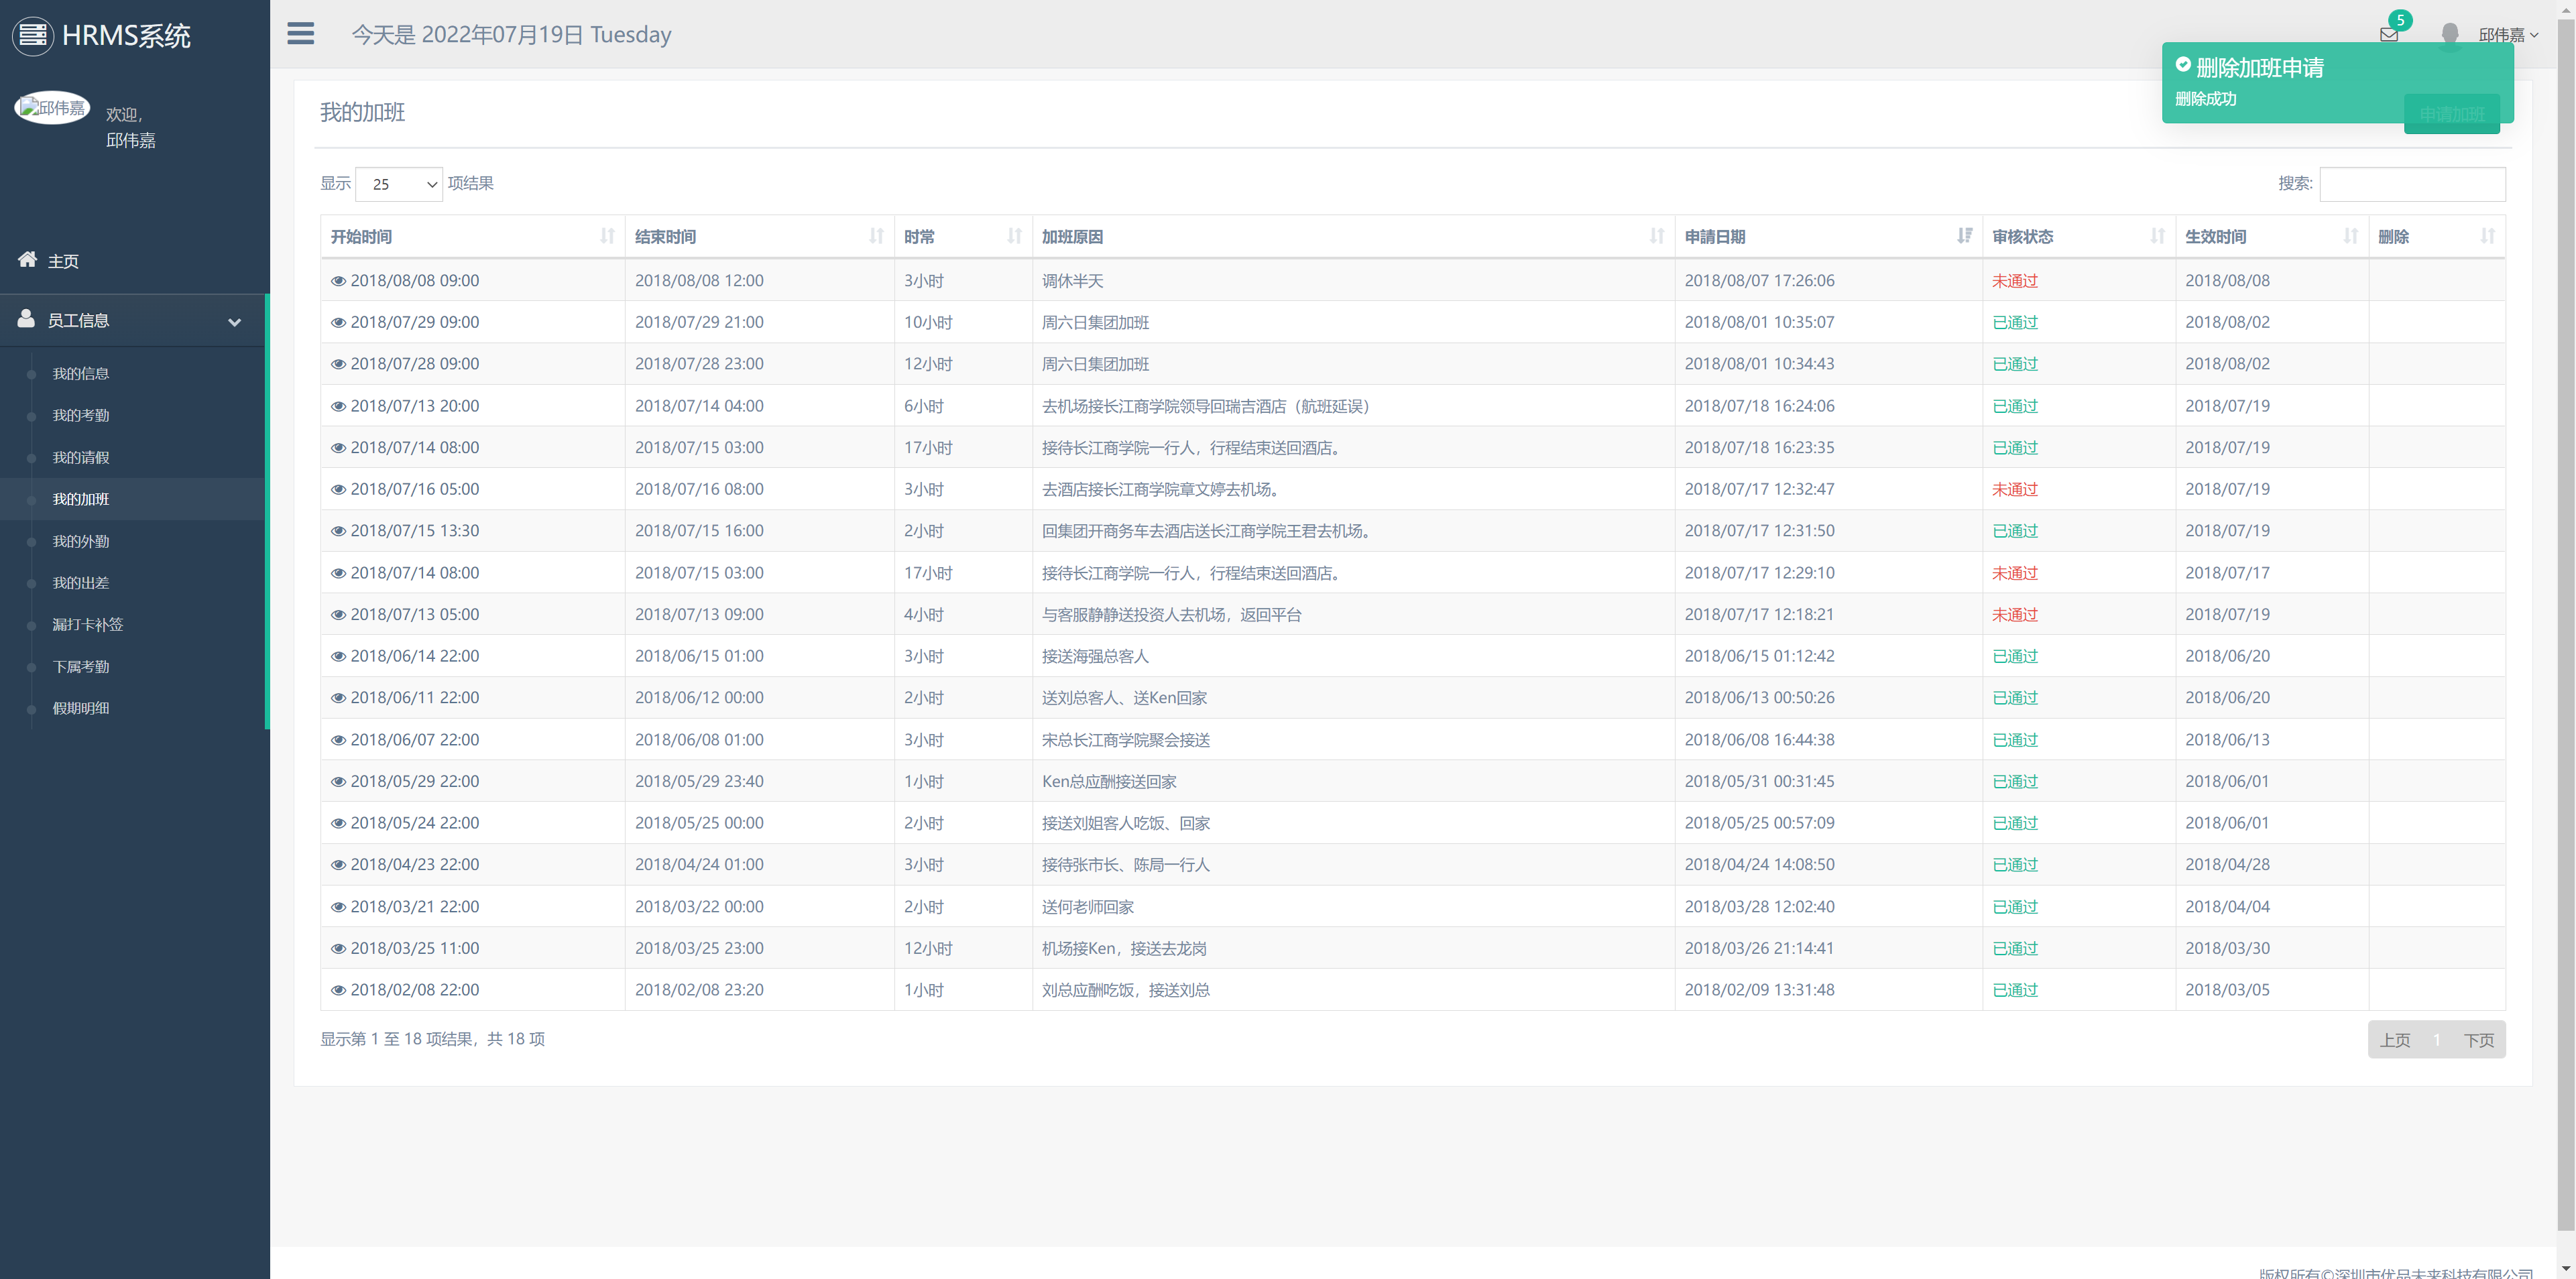 HRMS系统
今天是 2022年07月19日 Tuesday
5
邱伟嘉
删除加班申请
删除成功
申请加班
邱伟嘉
欢迎,
邱伟嘉
主页
员工信息
我的信息
我的考勤
我的请假
我的加班
我的外勤
我的出差
漏打卡补签
下属考勤
假期明细
我的加班
显示 25 项结果
搜索:
开始时间 结束时间 时常 加班原因 申請日期 审核状态 生效时间 删除
2018/08/08 09:00 2018/08/08 12:00 3小时 调休半天 2018/08/07 17:26:06 未通过 2018/08/08
2018/07/29 09:00 2018/07/29 21:00 10小时 周六日集团加班 2018/08/01 10:35:07 已通过 2018/08/02
2018/07/28 09:00 2018/07/28 23:00 12小时 周六日集团加班 2018/08/01 10:34:43 已通过 2018/08/02
2018/07/13 20:00 2018/07/14 04:00 6小时 去机场接长江商学院领导回瑞吉酒店（航班延误） 2018/07/18 16:24:06 已通过 2018/07/19
2018/07/14 08:00 2018/07/15 03:00 17小时 接待长江商学院一行人，行程结束送回酒店。 2018/07/18 16:23:35 已通过 2018/07/19
2018/07/16 05:00 2018/07/16 08:00 3小时 去酒店接长江商学院章文婷去机场。 2018/07/17 12:32:47 未通过 2018/07/19
2018/07/15 13:30 2018/07/15 16:00 2小时 回集团开商务车去酒店送长江商学院王君去机场。 2018/07/17 12:31:50 已通过 2018/07/19
2018/07/14 08:00 2018/07/15 03:00 17小时 接待长江商学院一行人，行程结束送回酒店。 2018/07/17 12:29:10 未通过 2018/07/17
2018/07/13 05:00 2018/07/13 09:00 4小时 与客服静静送投资人去机场，返回平台 2018/07/17 12:18:21 未通过 2018/07/19
2018/06/14 22:00 2018/06/15 01:00 3小时 接送海强总客人 2018/06/15 01:12:42 已通过 2018/06/20
2018/06/11 22:00 2018/06/12 00:00 2小时 送刘总客人、送Ken回家 2018/06/13 00:50:26 已通过 2018/06/20
2018/06/07 22:00 2018/06/08 01:00 3小时 宋总长江商学院聚会接送 2018/06/08 16:44:38 已通过 2018/06/13
2018/05/29 22:00 2018/05/29 23:40 1小时 Ken总应酬接送回家 2018/05/31 00:31:45 已通过 2018/06/01
2018/05/24 22:00 2018/05/25 00:00 2小时 接送刘姐客人吃饭、回家 2018/05/25 00:57:09 已通过 2018/06/01
2018/04/23 22:00 2018/04/24 01:00 3小时 接待张市长、陈局一行人 2018/04/24 14:08:50 已通过 2018/04/28
2018/03/21 22:00 2018/03/22 00:00 2小时 送何老师回家 2018/03/28 12:02:40 已通过 2018/04/04
2018/03/25 11:00 2018/03/25 23:00 12小时 机场接Ken，接送去龙岗 2018/03/26 21:14:41 已通过 2018/03/30
2018/02/08 22:00 2018/02/08 23:20 1小时 刘总应酬吃饭，接送刘总 2018/02/09 13:31:48 已通过 2018/03/05
显示第 1 至 18 项结果，共 18 项
上页 1 下页
版权所有©深圳市优品未来科技有限公司